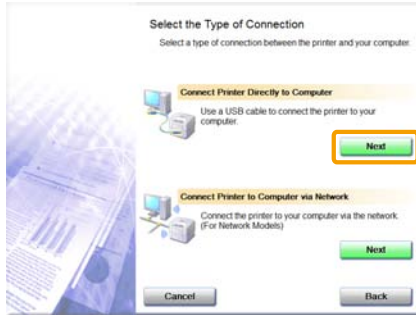 Select the Type of Connection
Select a type of connection between the printer and your computer.
Connect Printer Directly to Computer
Use a USB cable to connect the printer to your
computer.
Next
Connect Printer to Computer via Network
Connect the printer to your computer via the network.
(For Network Models)
Next
Cancel
Back